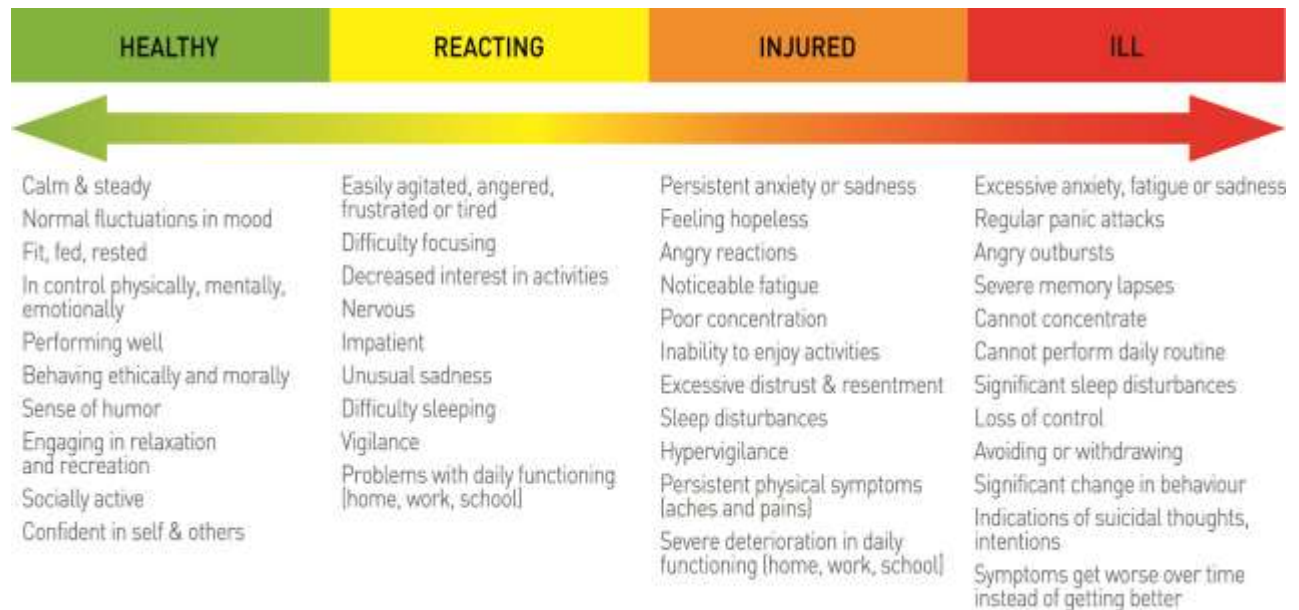 HEALTHY
REACTING
INJURED
ILL
Calm & steady
Normal fluctuations in mood
Fit, fed, rested
In control physically, mentally,
emotionally
Performing well
Behaving ethically and morally
Sense of humor
Engaging in relaxation
and recreation
Socially active
Confident in self & others
Easily agitated, angered,
frustrated or tired
Difficulty focusing
Decreased interest in activities
Nervous
Impatient
Unusual sadness
Difficulty sleeping
Vigilance
Problems with daily functioning
(home, work, school)
Persistent anxiety or sadness
Feeling hopeless
Angry reactions
Noticeable fatigue
Poor concentration
Inability to enjoy activities
Excessive distrust & resentment
Sleep disturbances
Hypervigilance
Persistent physical symptoms
(aches and pains)
Severe deterioration in daily
functioning (home, work, school)
Excessive anxiety, fatigue or sadness
Regular panic attacks
Angry outbursts
Severe memory lapses
Cannot concentrate
Cannot perform daily routine
Significant sleep disturbances
Loss of control
Avoiding or withdrawing
Significant change in behaviour
Indications of suicidal thoughts,
intentions
Symptoms get worse over time
instead of getting better